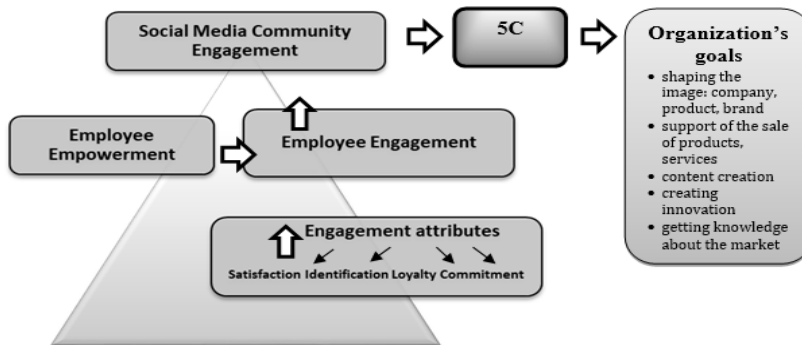 Social Media Community
Engagement
5C
Organization’s
goals
• shaping the
image: company,
product, brand
• support of the sale
of products,
services
• content creation
• creating
innovation
• getting knowledge
about the market
Employee
Empowerment
Employee Engagement
Engagement attributes
Satisfaction Identification Loyalty Commitment